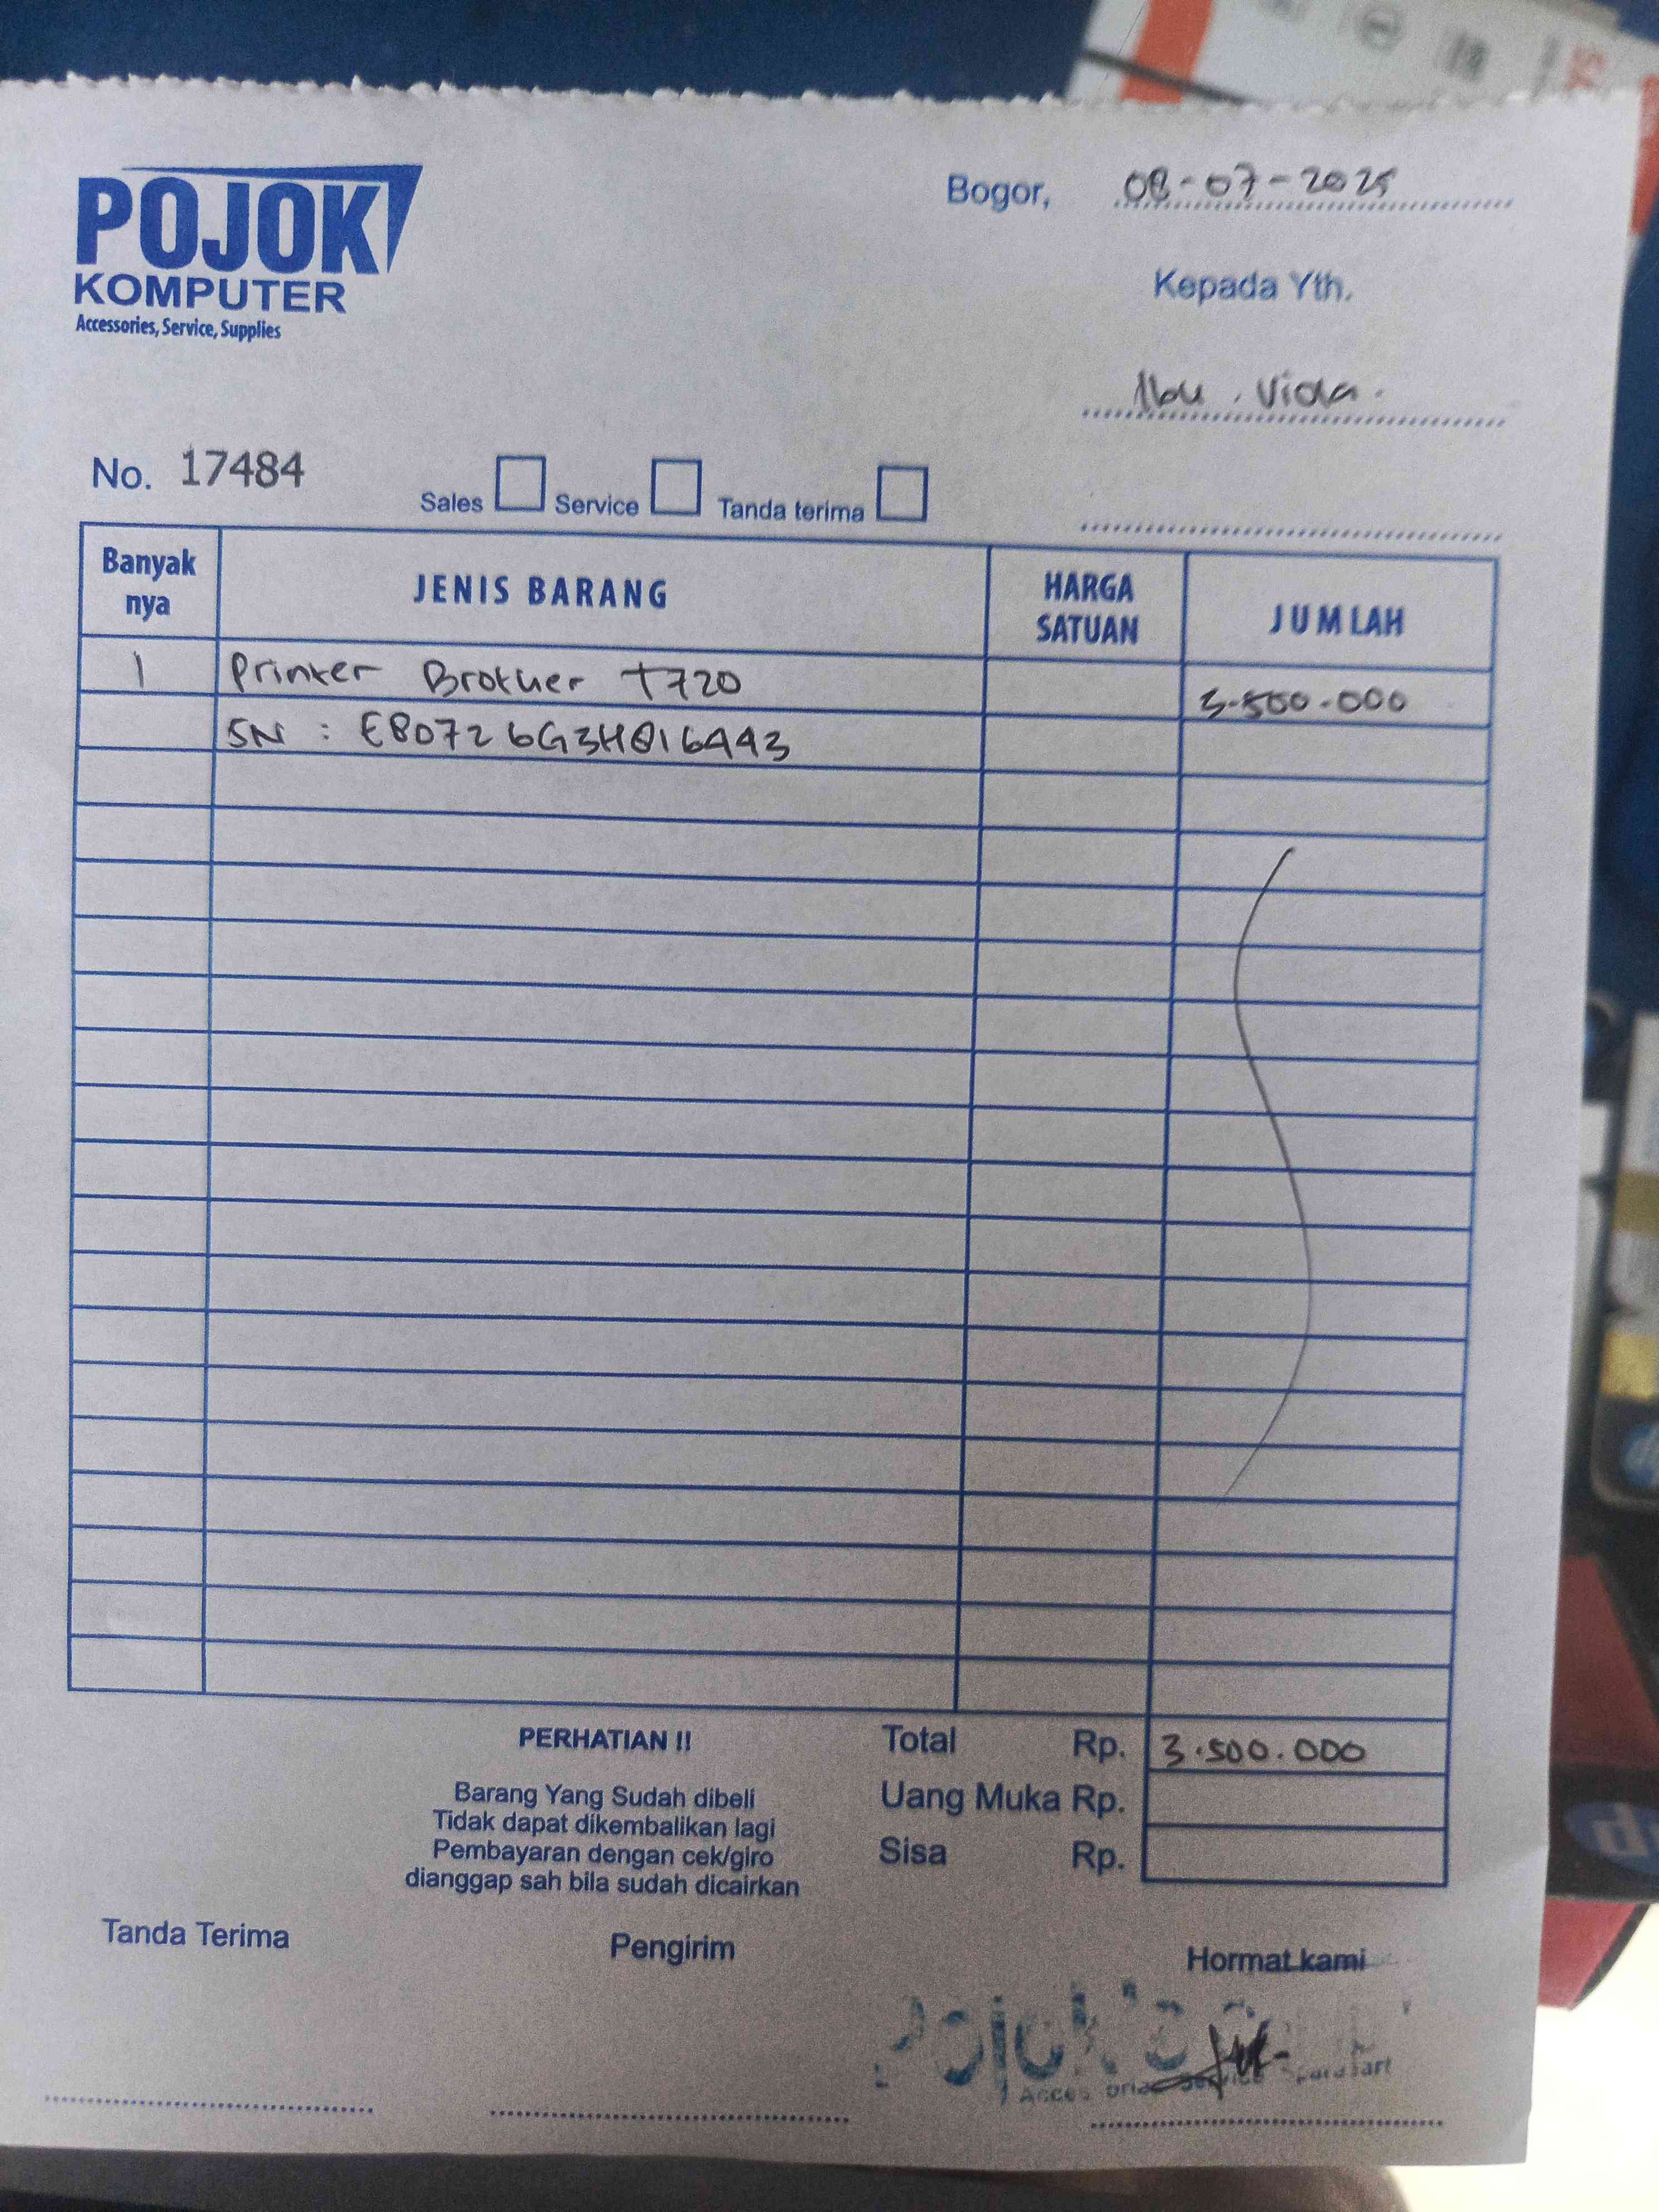 POJOK
KOMPUTER
Accessories, Service, Supplies
Bogor, 08-07-2025
Kepada Yth.
Ibu. Vida.
No. 17484
Sales Service Tanda terima
Banyak nya JENIS BARANG HARGA SATUAN JUMLAH
1 Printer Brother T720 3.500.000
SN : E80726G3H016443
PERHATIAN !!
Barang Yang Sudah dibeli
Tidak dapat dikembalikan lagi
Pembayaran dengan cek/giro
dianggap sah bila sudah dicairkan
Total Rp. 3.500.000
Uang Muka Rp.
Sisa Rp.
Tanda Terima Pengirim Hormat kami
Pojok